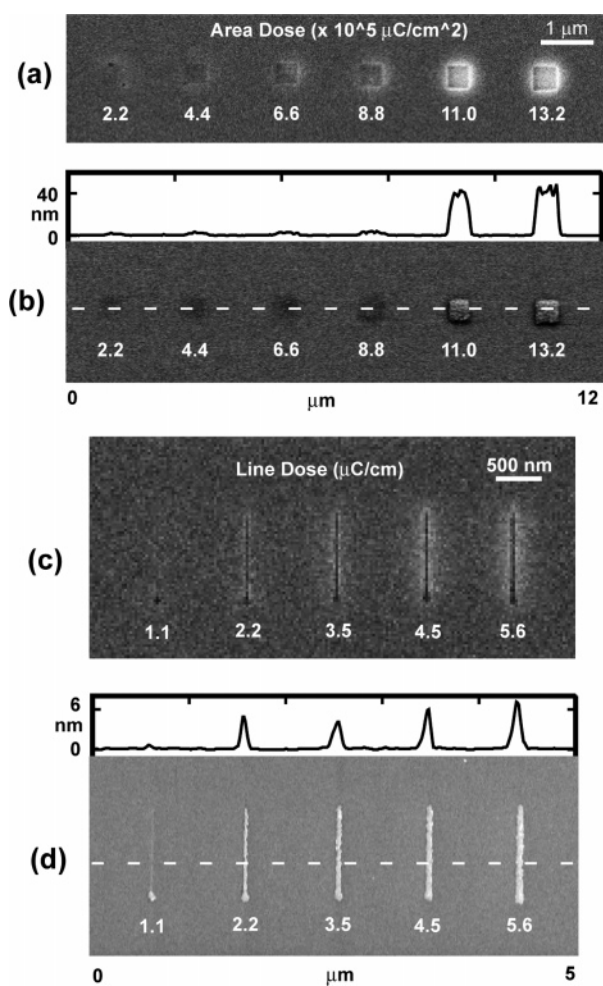 Area Dose (x 10^5 μC/cm^2) 1 μm
(a)
2.2 4.4 6.6 8.8 11.0 13.2
40
nm
0
(b)
2.2 4.4 6.6 8.8 11.0 13.2
0 μm 12
Line Dose (μC/cm) 500 nm
(c)
1.1 2.2 3.5 4.5 5.6
6
nm
0
(d)
1.1 2.2 3.5 4.5 5.6
0 μm 5